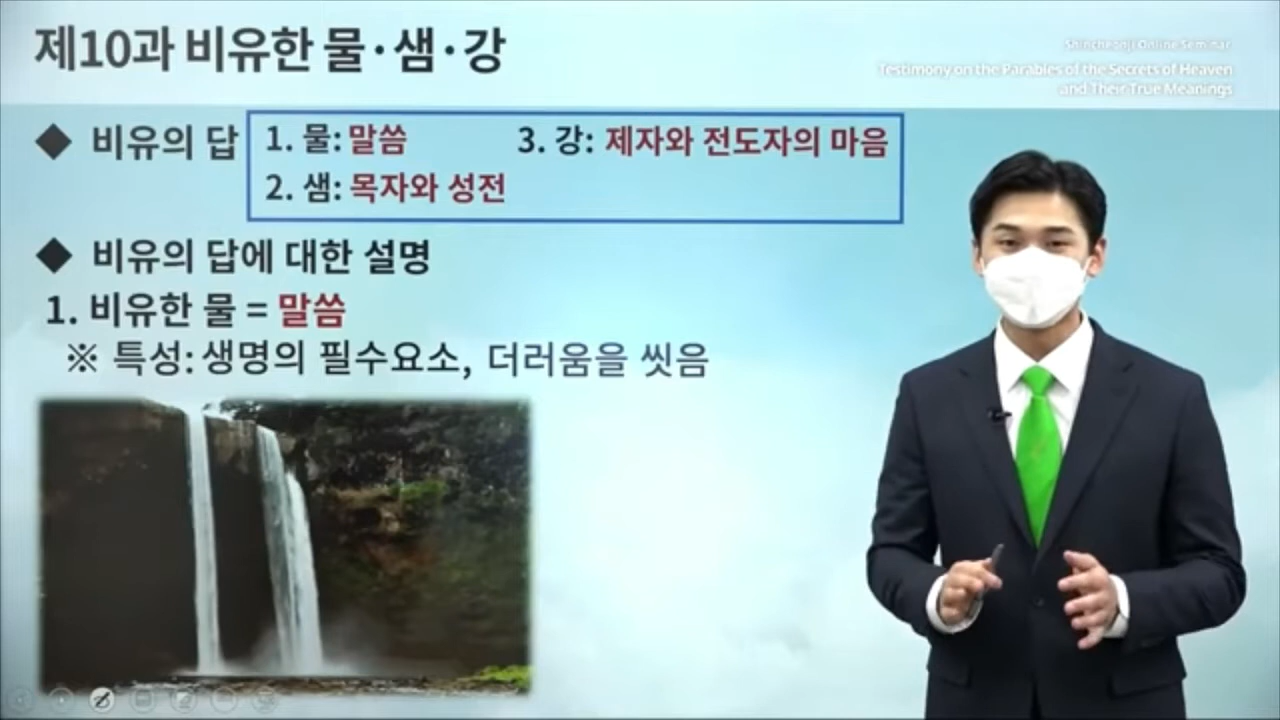 제10과 비유한 물·샘·강
Shincheonji Online Seminar
Testimony on the Parables of the Secrets of Heaven
and Their True Meanings
◆ 비유의 답
1. 물: 말씀 3. 강: 제자와 전도자의 마음
2. 샘: 목자와 성전
◆ 비유의 답에 대한 설명
1. 비유한 물 = 말씀
※ 특성: 생명의 필수요소, 더러움을 씻음